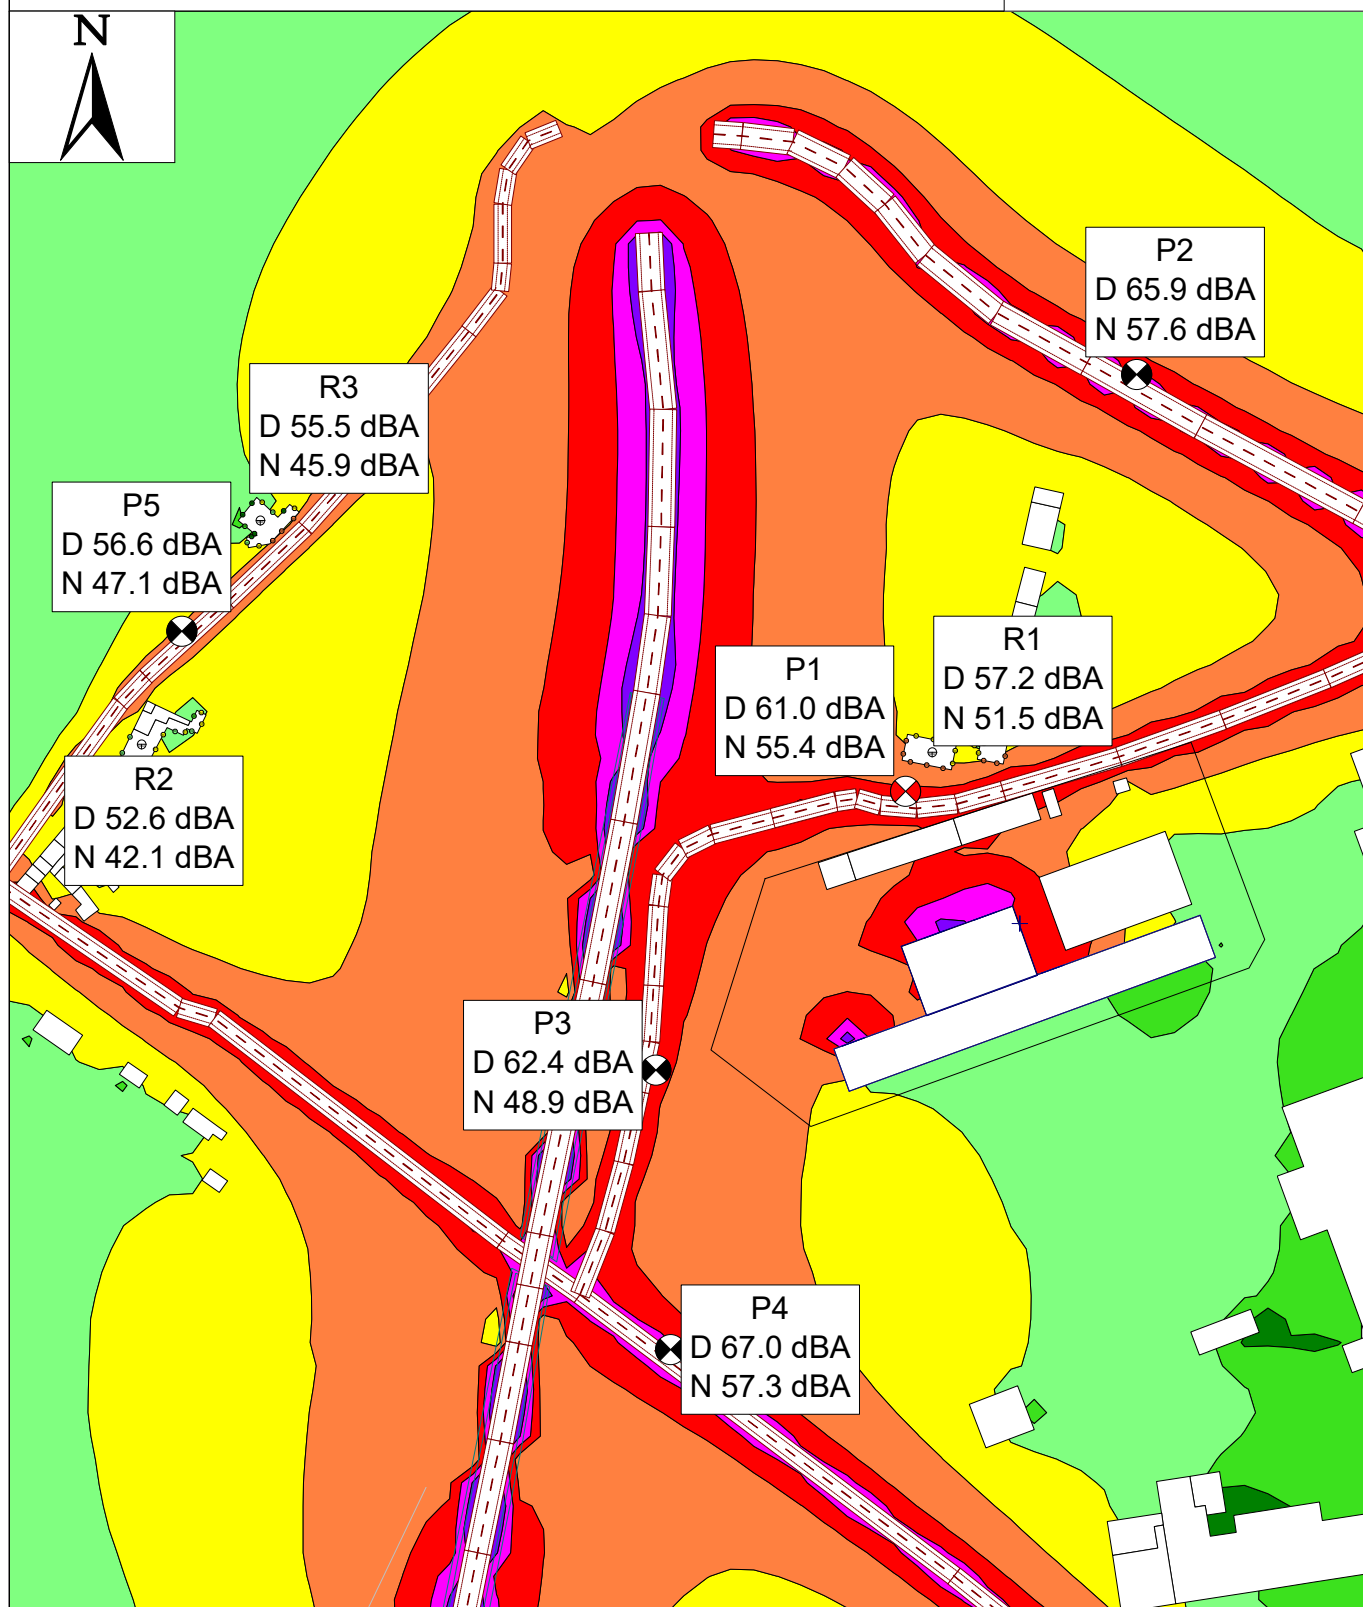 N
P2
D 65.9 dBA
N 57.6 dBA
R3
D 55.5 dBA
N 45.9 dBA
P5
D 56.6 dBA
N 47.1 dBA
R1
D 57.2 dBA
N 51.5 dBA
P1
D 61.0 dBA
N 55.4 dBA
R2
D 52.6 dBA
N 42.1 dBA
P3
D 62.4 dBA
N 48.9 dBA
P4
D 67.0 dBA
N 57.3 dBA